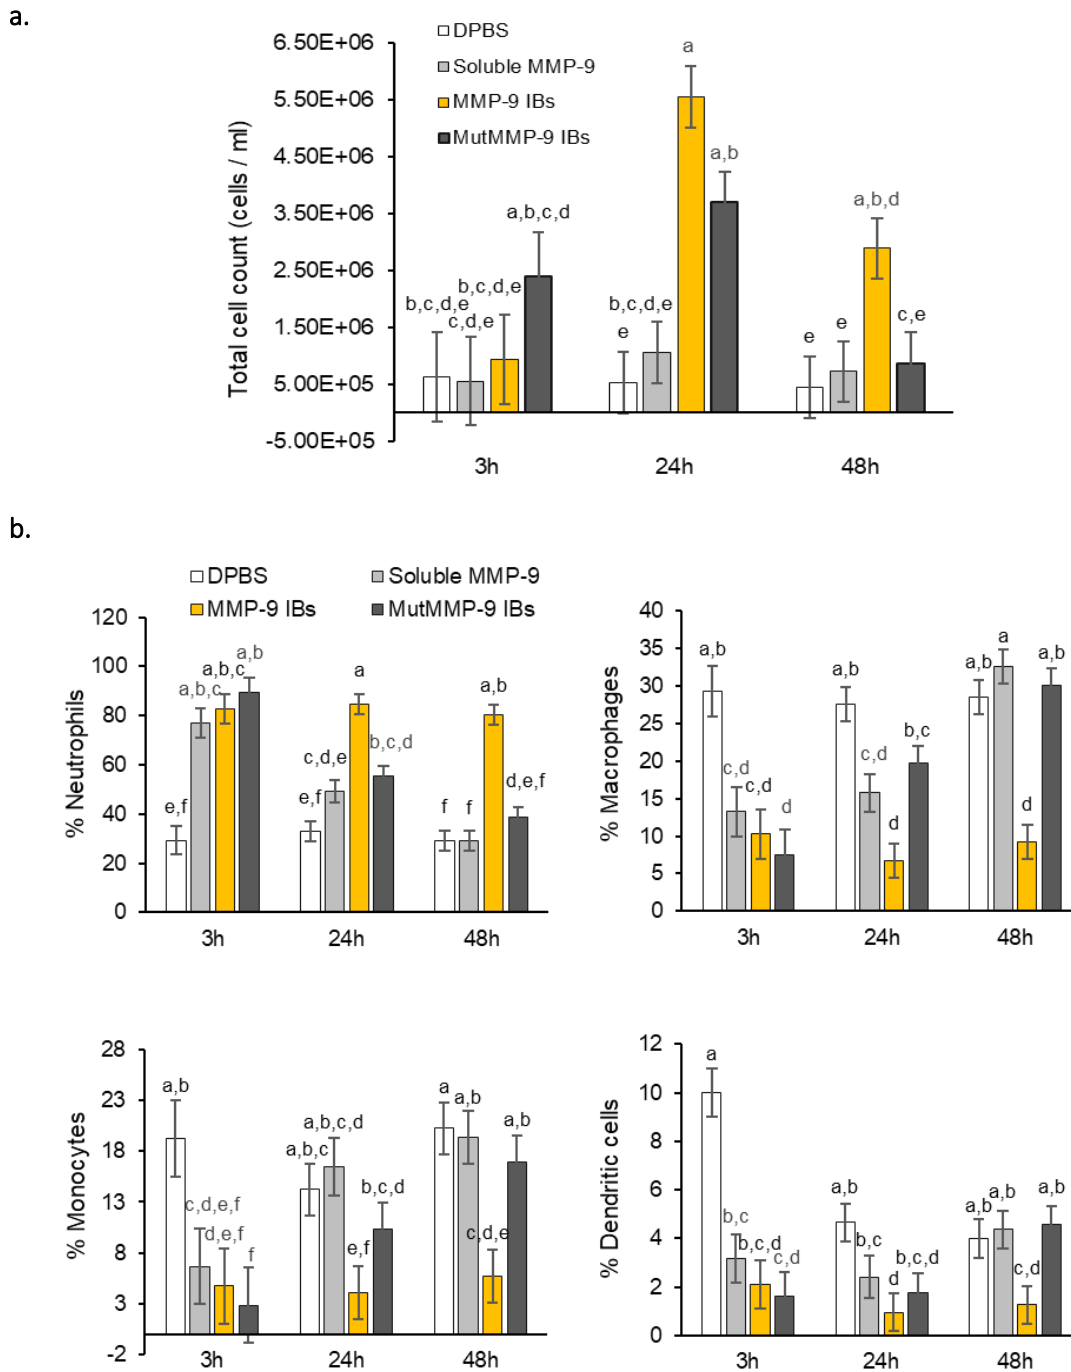 a.
DPBS
Soluble MMP-9
MMP-9 IBs
MutMMP-9 IBs
Total cell count (cells / ml)
6.50E+06
5.50E+06
4.50E+06
3.50E+06
2.50E+06
1.50E+06
5.00E+05
-5.00E+05
b,c,d,e
c,d,e
b,c,d,e
a,b,c,d
e
b,c,d,e
a
a,b
e
e
a,b,d
c,e
3h
24h
48h
b.
DPBS
Soluble MMP-9
MMP-9 IBs
MutMMP-9 IBs
% Neutrophils
120
100
80
60
40
20
0
e,f
a,b,c
a,b,c
a,b
e,f
c,d,e
a
b,c,d
f
f
a,b
d,e,f
3h
24h
48h
% Macrophages
40
35
30
25
20
15
10
5
0
a,b
c,d
c,d
d
a,b
c,d
d
b,c
a,b
a
d
a,b
3h
24h
48h
% Monocytes
28
23
18
13
8
3
-2
a,b
c,d,e,f
d,e,f
f
a,b,c
a,b,c,d
e,f
b,c,d
a
a,b
c,d,e
a,b
3h
24h
48h
% Dendritic cells
12
10
8
6
4
2
0
a
b,c
b,c,d
c,d
a,b
b,c
d
b,c,d
a,b
a,b
c,d
a,b
3h
24h
48h